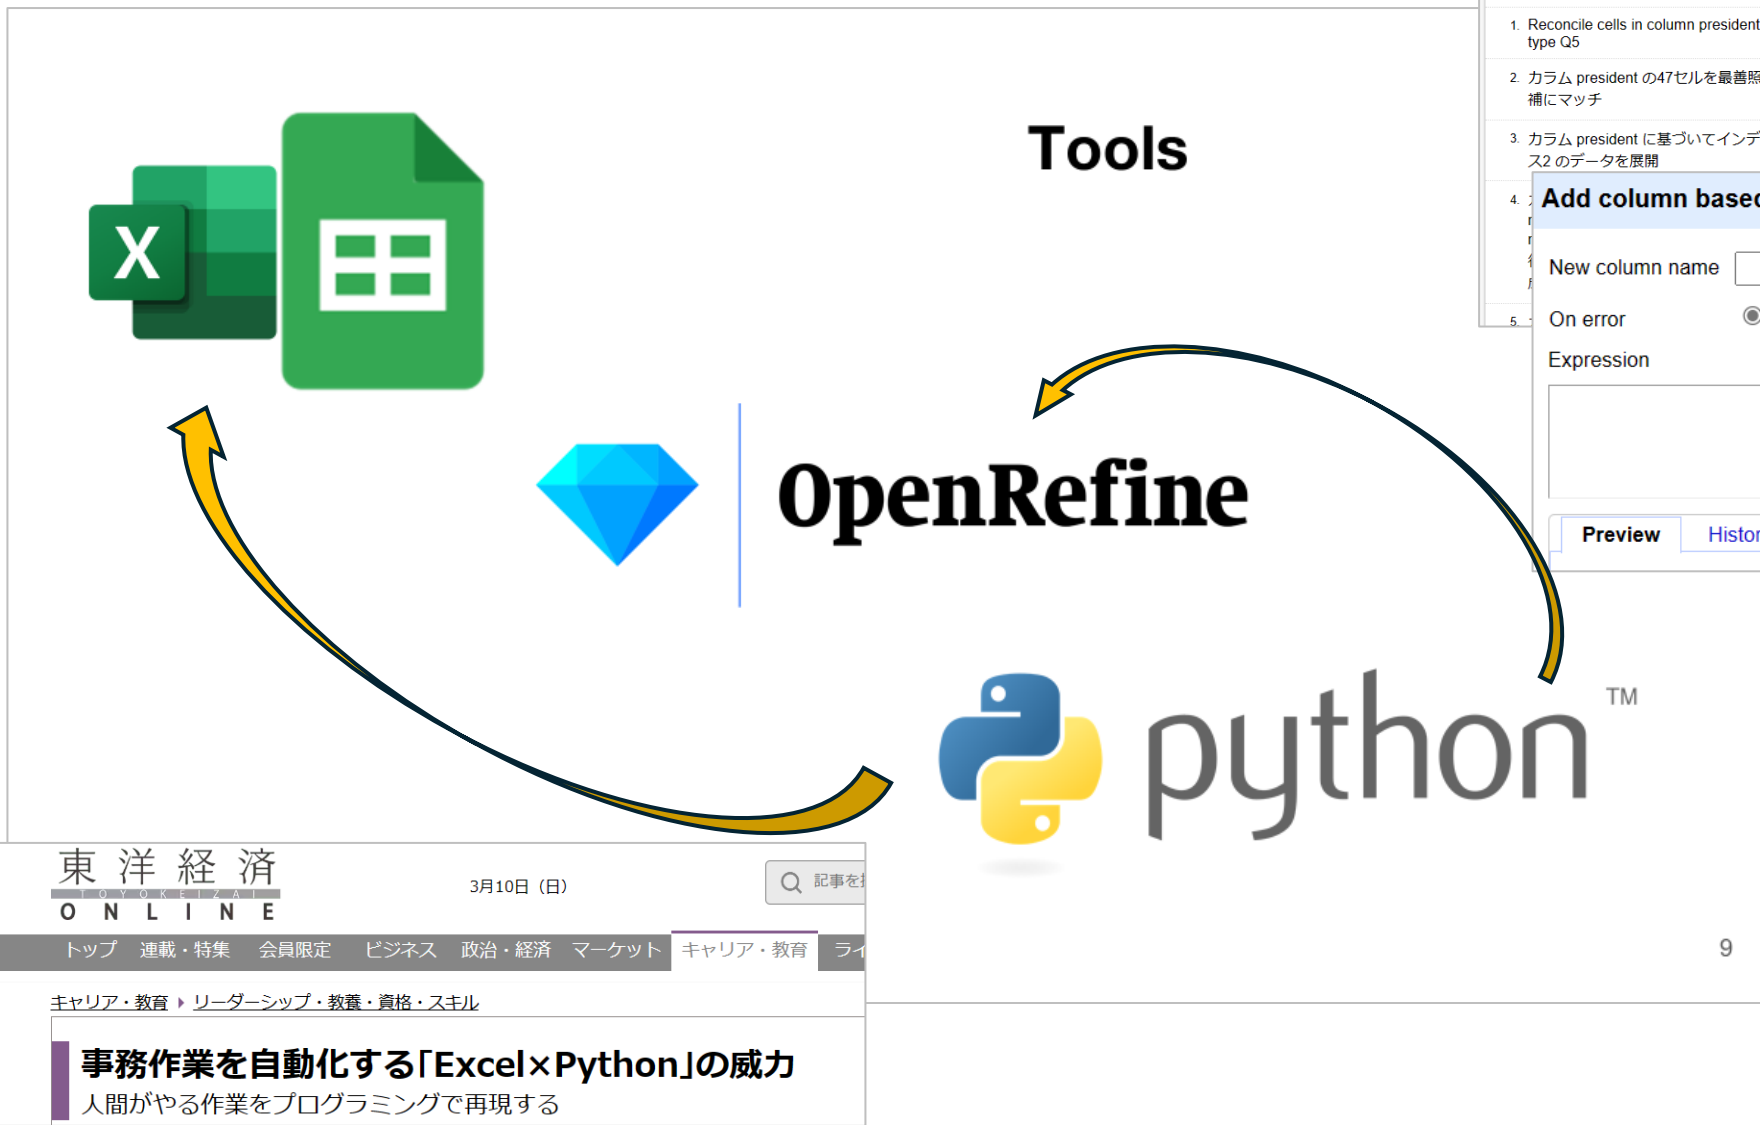 Tools
X
OpenRefine
python
TM
9
1. Reconcile cells in column president
type Q5
2. カラム president の47セルを最善照
補にマッチ
3. カラム president に基づいてインデ
ス2 のデータを展開
4.
5.
Add column based
New column name
On error
Expression
Preview
Histor
東洋経済
TOYOKEIZAI
ONLINE
3月10日（日）
記事を
トップ 連載・特集 会員限定 ビジネス 政治・経済 マーケット キャリア・教育 ライ
キャリア・教育 リーダーシップ・教養・資格・スキル
事務作業を自動化する｢Excel×Python｣の威力
人間がやる作業をプログラミングで再現する